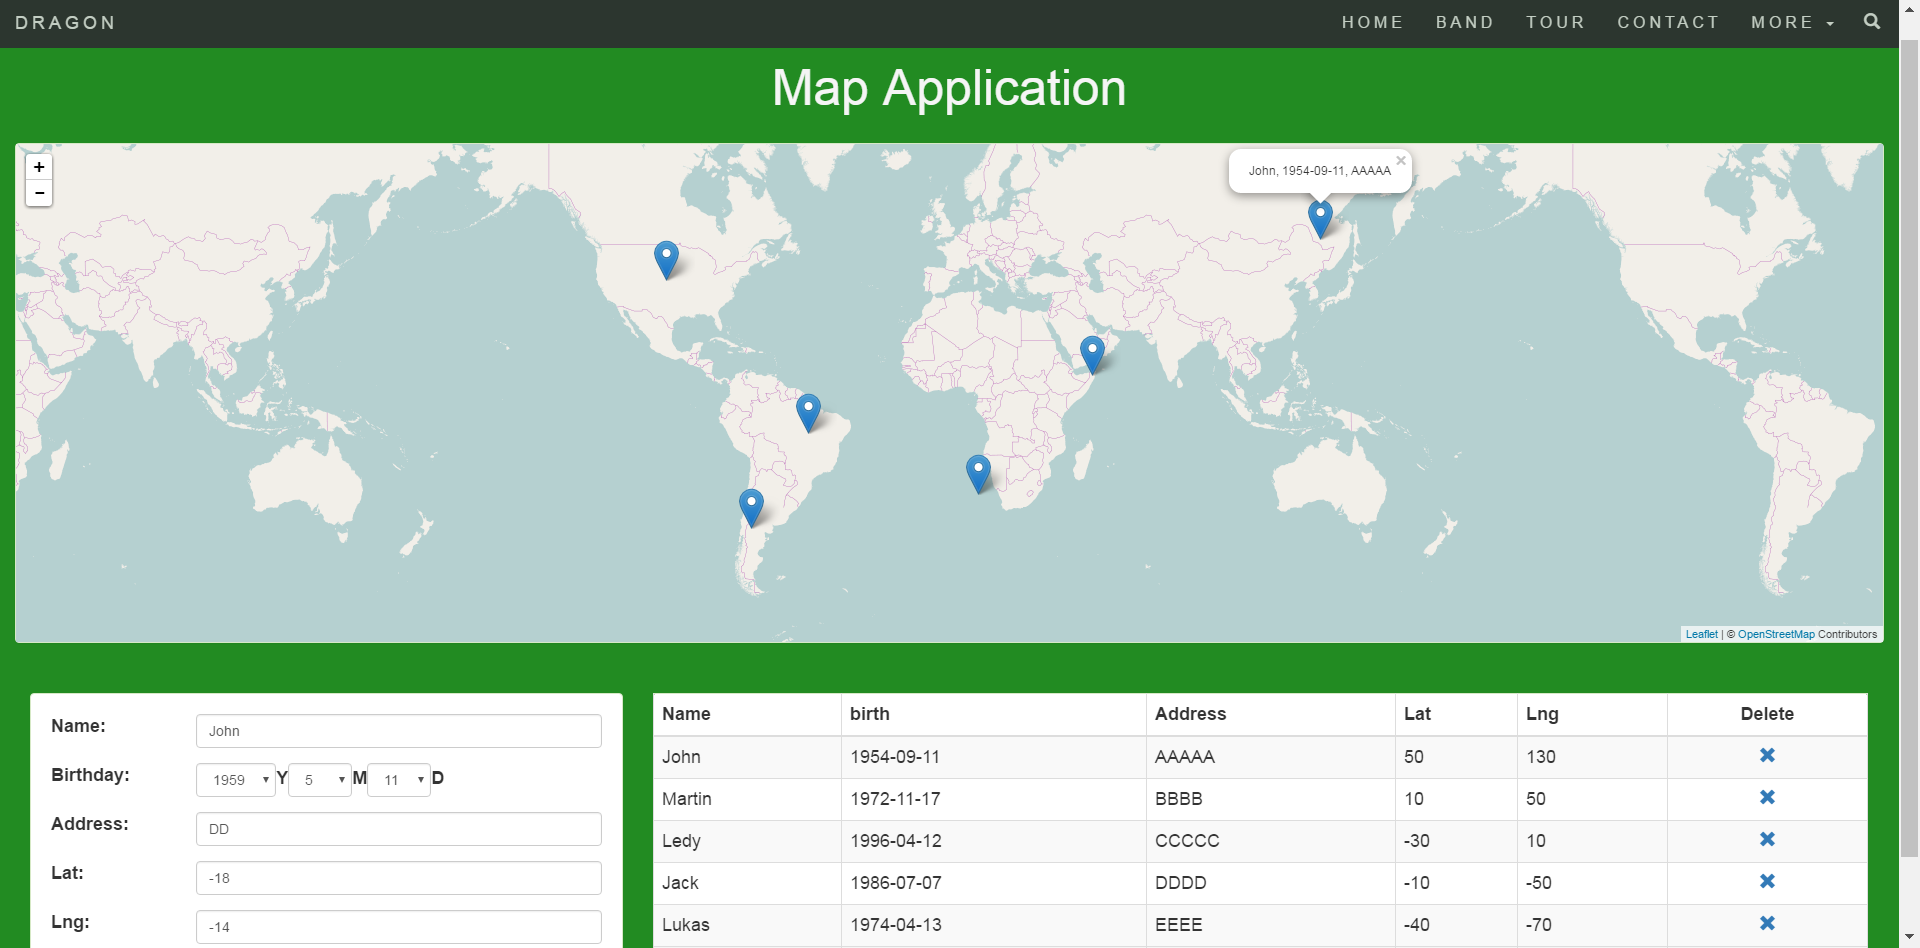 DRAGON HOME BAND TOUR CONTACT MORE
Map Application
+
-
John, 1954-09-11, AAAAA ×
Leaflet | © OpenStreetMap Contributors
Name: John
Birthday: 1959 Y 5 M 11 D
Address: DD
Lat: -18
Lng: -14
Name birth Address Lat Lng Delete
John 1954-09-11 AAAAA 50 130
Martin 1972-11-17 BBBB 10 50
Ledy 1996-04-12 CCCCC -30 10
Jack 1986-07-07 DDDD -10 -50
Lukas 1974-04-13 EEEE -40 -70